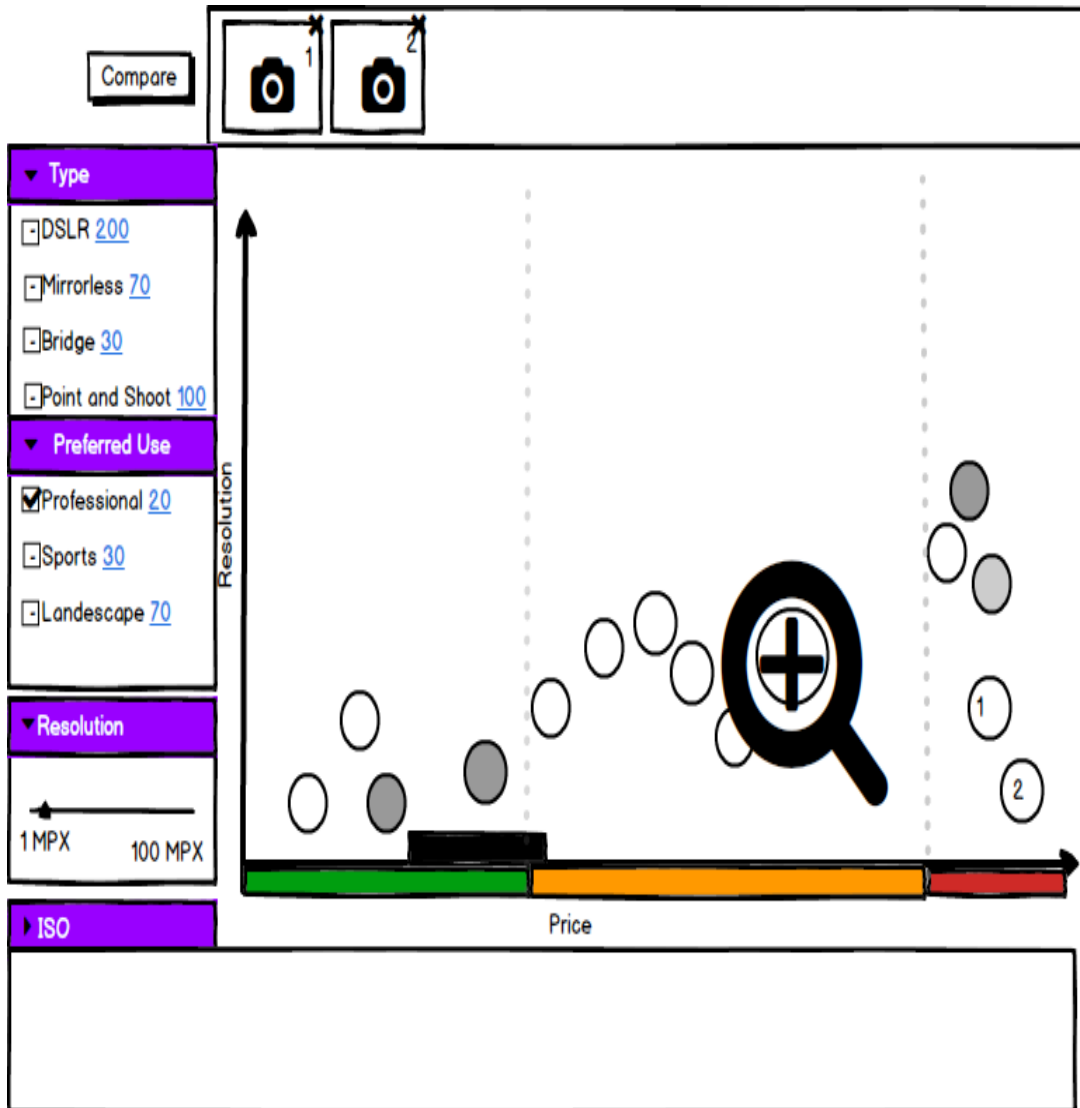 1
2
Compare
Type
DSLR 200
Mirrorless 70
Bridge 30
Point and Shoot 100
Preferred Use
Professional 20
Sports 30
Landescape 70
Resolution
1 MPX
100 MPX
ISO
Resolution
1
2
Price